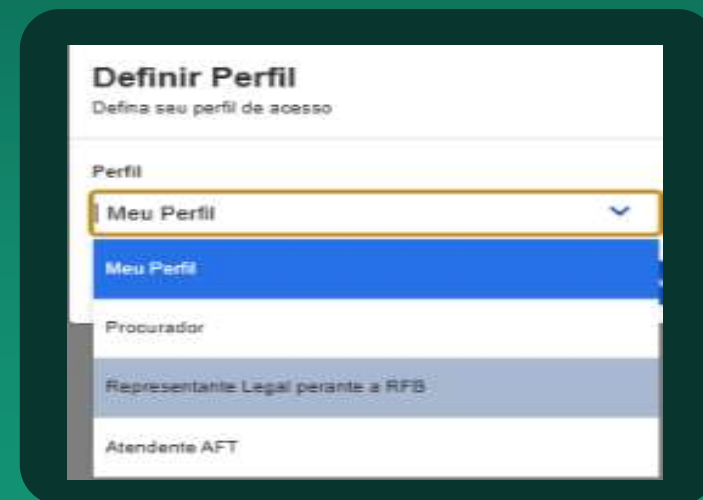 Definir Perfil
Defina seu perfil de acesso
Perfil
Meu Perfil
Meu Perfil
Procurador
Representante Legal perante a RFB
Atendente AFT